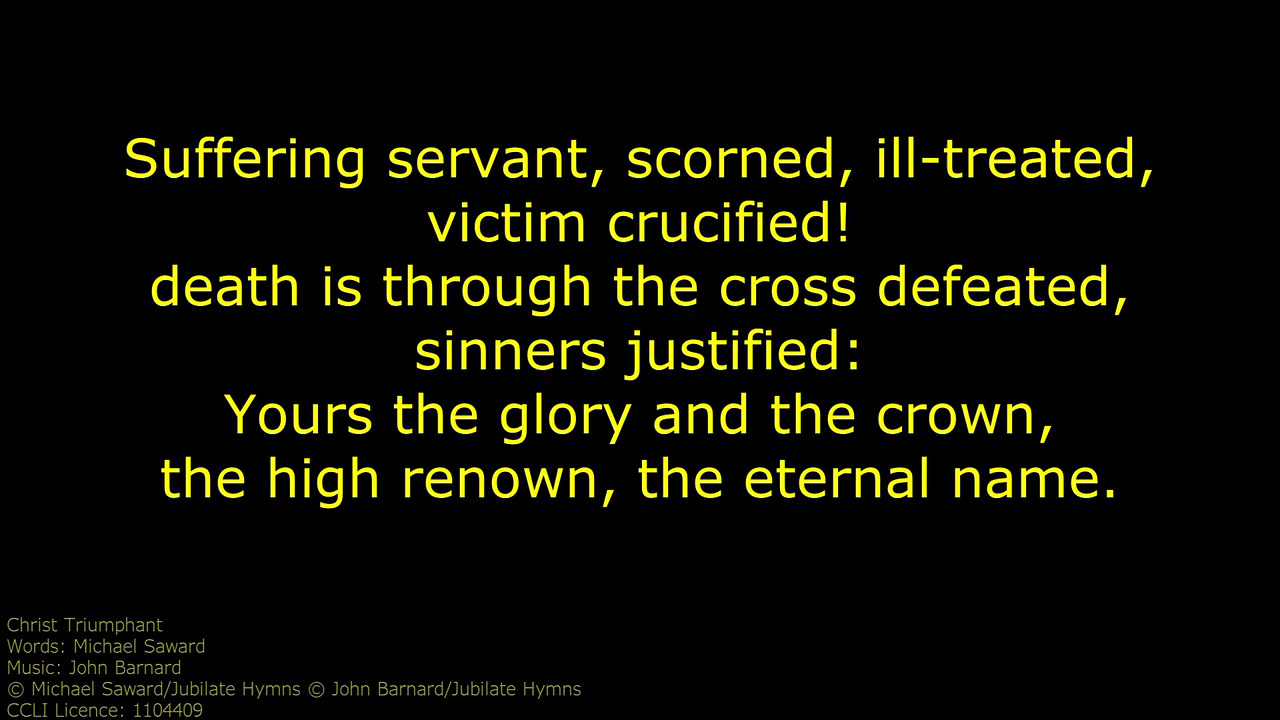 Suffering servant, scorned, ill-treated,
victim crucified!
death is through the cross defeated,
sinners justified:
Yours the glory and the crown,
the high renown, the eternal name.
Christ Triumphant
Words: Michael Saward
Music: John Barnard
© Michael Saward/Jubilate Hymns © John Barnard/Jubilate Hymns
CCLI Licence: 1104409